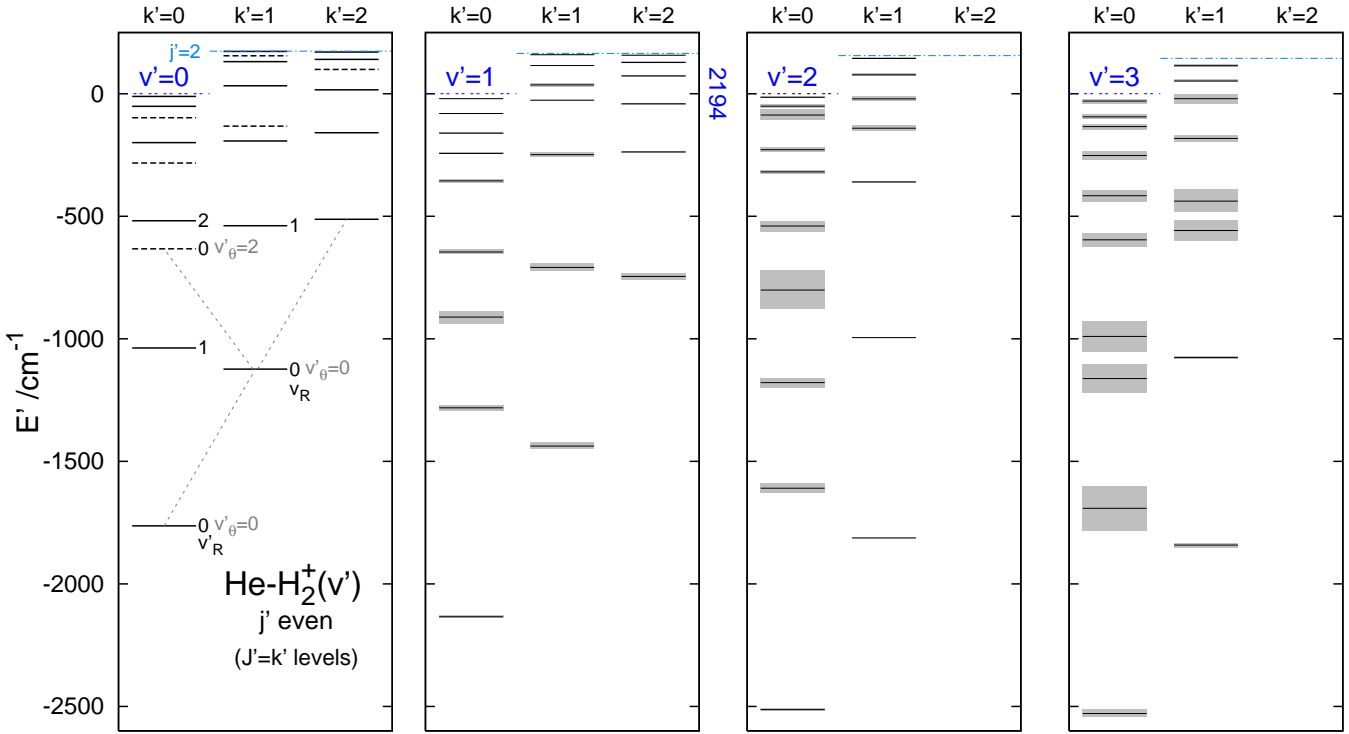 k'=0 k'=1 k'=2 k'=0 k'=1 k'=2 k'=0 k'=1 k'=2 k'=0 k'=1 k'=2
j'=2
v'=0 v'=1 v'=2 v'=3
2194
0
-500
2 1
0 v'θ=2
-1000
1
0 v'θ=0
vR
E' /cm-1
-1500
0 v'θ=0
v'R
He-H2+(v')
-2000
j' even
(J'=k' levels)
-2500